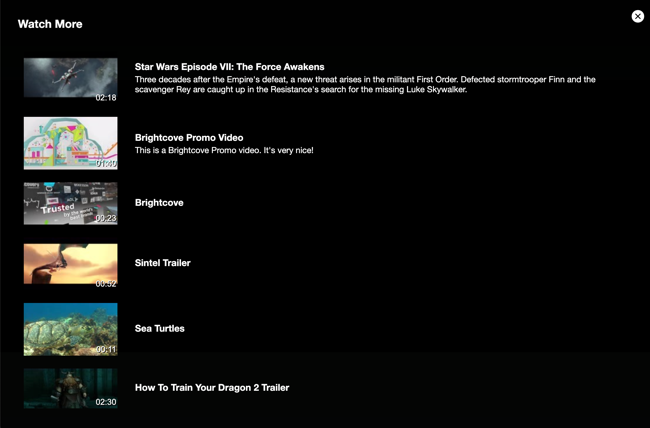 Watch More
02:18
Star Wars Episode VII: The Force Awakens
Three decades after the Empire's defeat, a new threat arises in the militant First Order. Defected stormtrooper Finn and the
scavenger Rey are caught up in the Resistance's search for the missing Luke Skywalker.
01:40
Brightcove Promo Video
This is a Brightcove Promo video. It's very nice!
Trusted
by the world's
00:23
Brightcove
00:52
Sintel Trailer
00:11
Sea Turtles
02:30
How To Train Your Dragon 2 Trailer